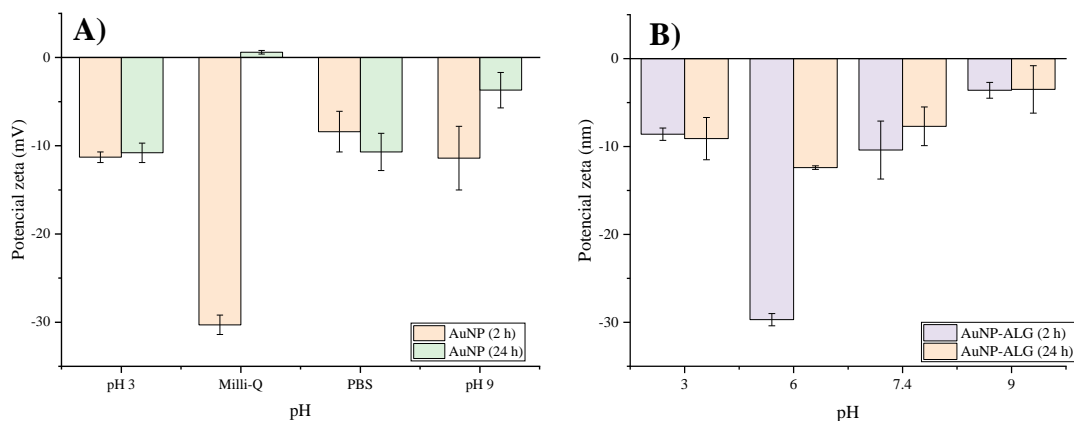 A)
Potencial zeta (mV)
0
-10
-20
-30
AuNP (2 h)
AuNP (24 h)
pH 3
Milli-Q
PBS
pH 9
pH
B)
Potencial zeta (nm)
0
-10
-20
-30
AuNP-ALG (2 h)
AuNP-ALG (24 h)
3
6
7.4
9
pH